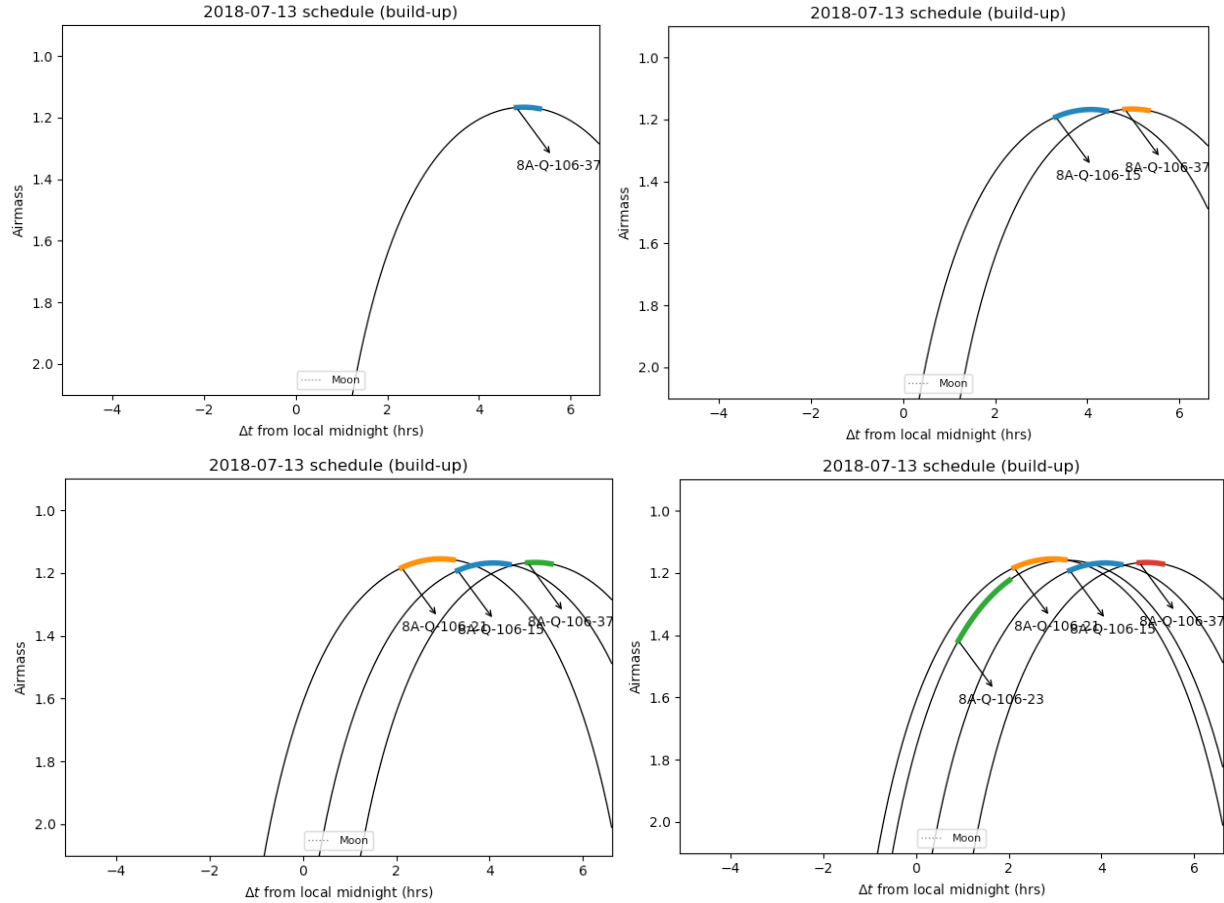 2018-07-13 schedule (build-up)
1.0
1.2
1.4
1.6
1.8
2.0
Airmass
8A-Q-106-37
Moon
−4
−2
0
2
4
6
Δt from local midnight (hrs)
2018-07-13 schedule (build-up)
1.0
1.2
1.4
1.6
1.8
2.0
Airmass
8A-Q-106-15
8A-Q-106-37
Moon
−4
−2
0
2
4
6
Δt from local midnight (hrs)
2018-07-13 schedule (build-up)
1.0
1.2
1.4
1.6
1.8
2.0
Airmass
8A-Q-106-21
8A-Q-106-15
8A-Q-106-37
Moon
−4
−2
0
2
4
6
Δt from local midnight (hrs)
2018-07-13 schedule (build-up)
1.0
1.2
1.4
1.6
1.8
2.0
Airmass
8A-Q-106-21
8A-Q-106-15
8A-Q-106-37
8A-Q-106-23
Moon
−4
−2
0
2
4
6
Δt from local midnight (hrs)